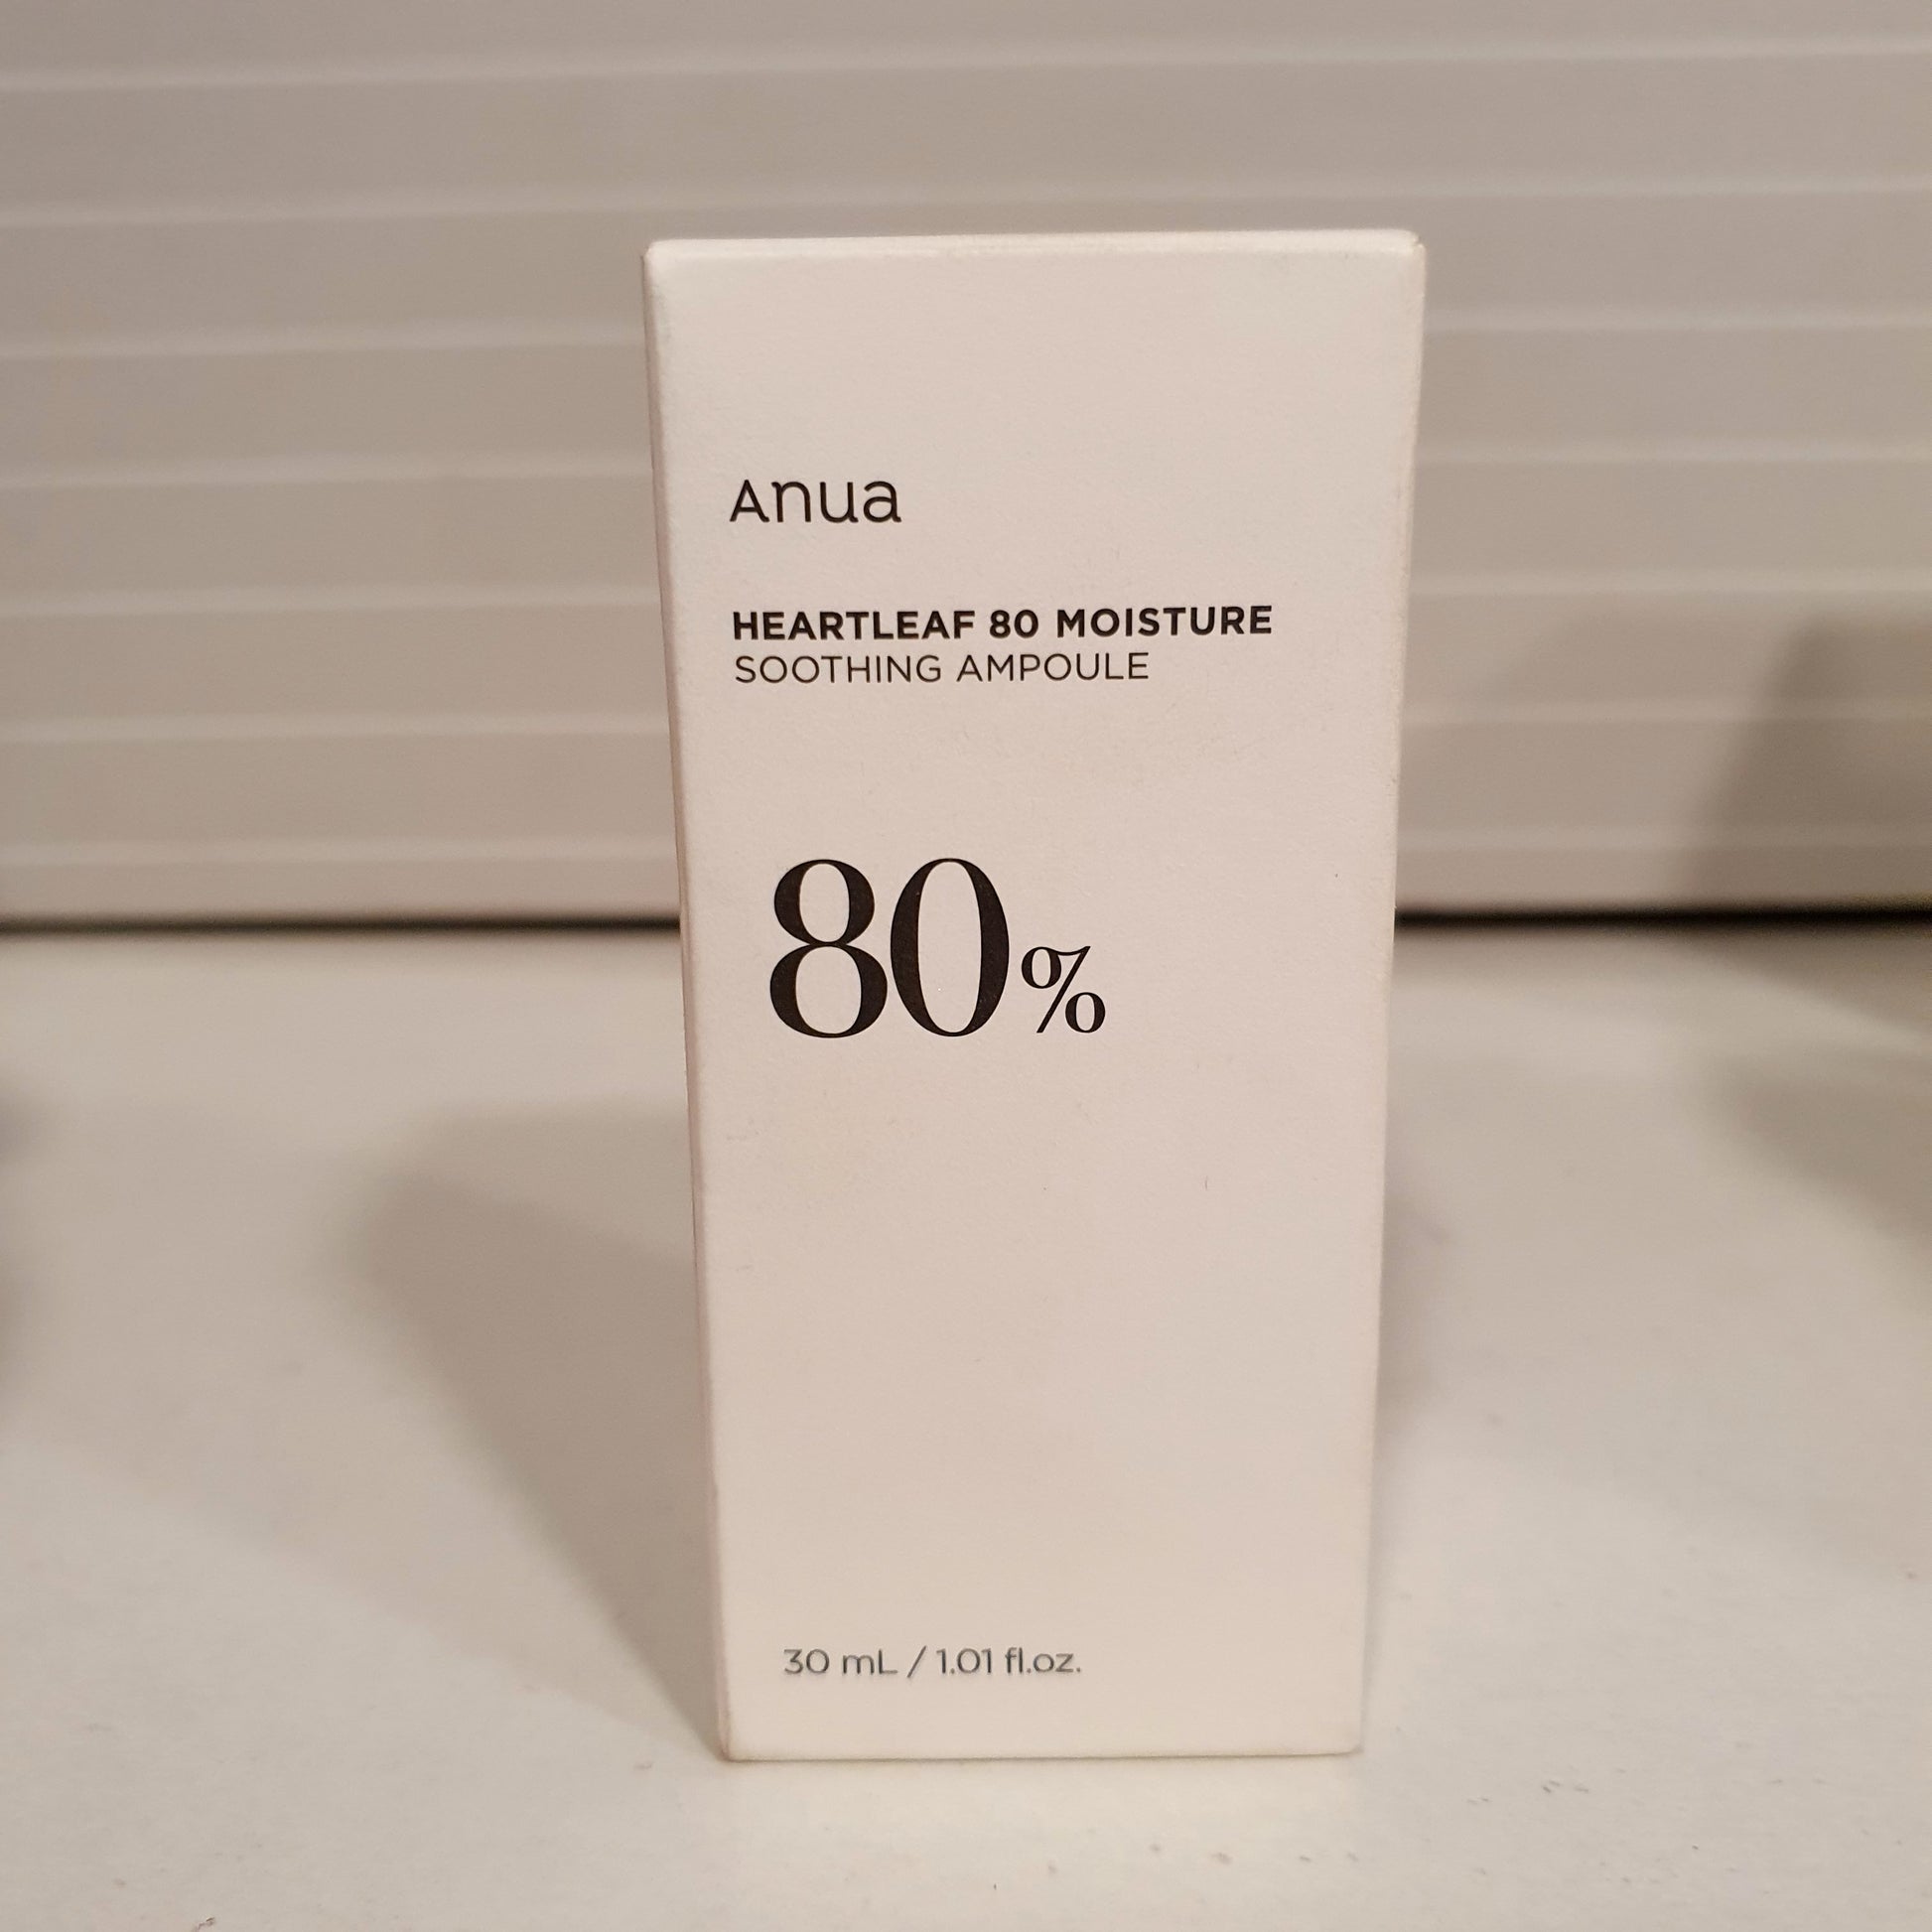 Anua
HEARTLEAF 80 MOISTURE
SOOTHING AMPOULE
80%
30 mL / 1.01 fl.oz.